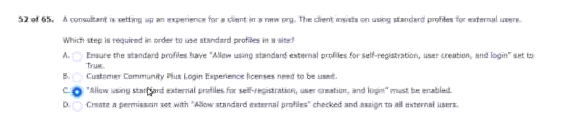 52 of 65. A consultant is setting up an experience for a client in a new org. The client insists on using standard profiles for external users.
Which step is required in order to use standard profiles in a site?
A. Ensure the standard profiles have "Allow using standard external profiles for self-registration, user creation, and login" set to
True.
B. Customer Community Plus Login Experience licenses need to be used.
C. "Allow using standard external profiles for self-registration, user creation, and login" must be enabled.
D. Create a permission set with "Allow standard external profiles" checked and assign to all external users.